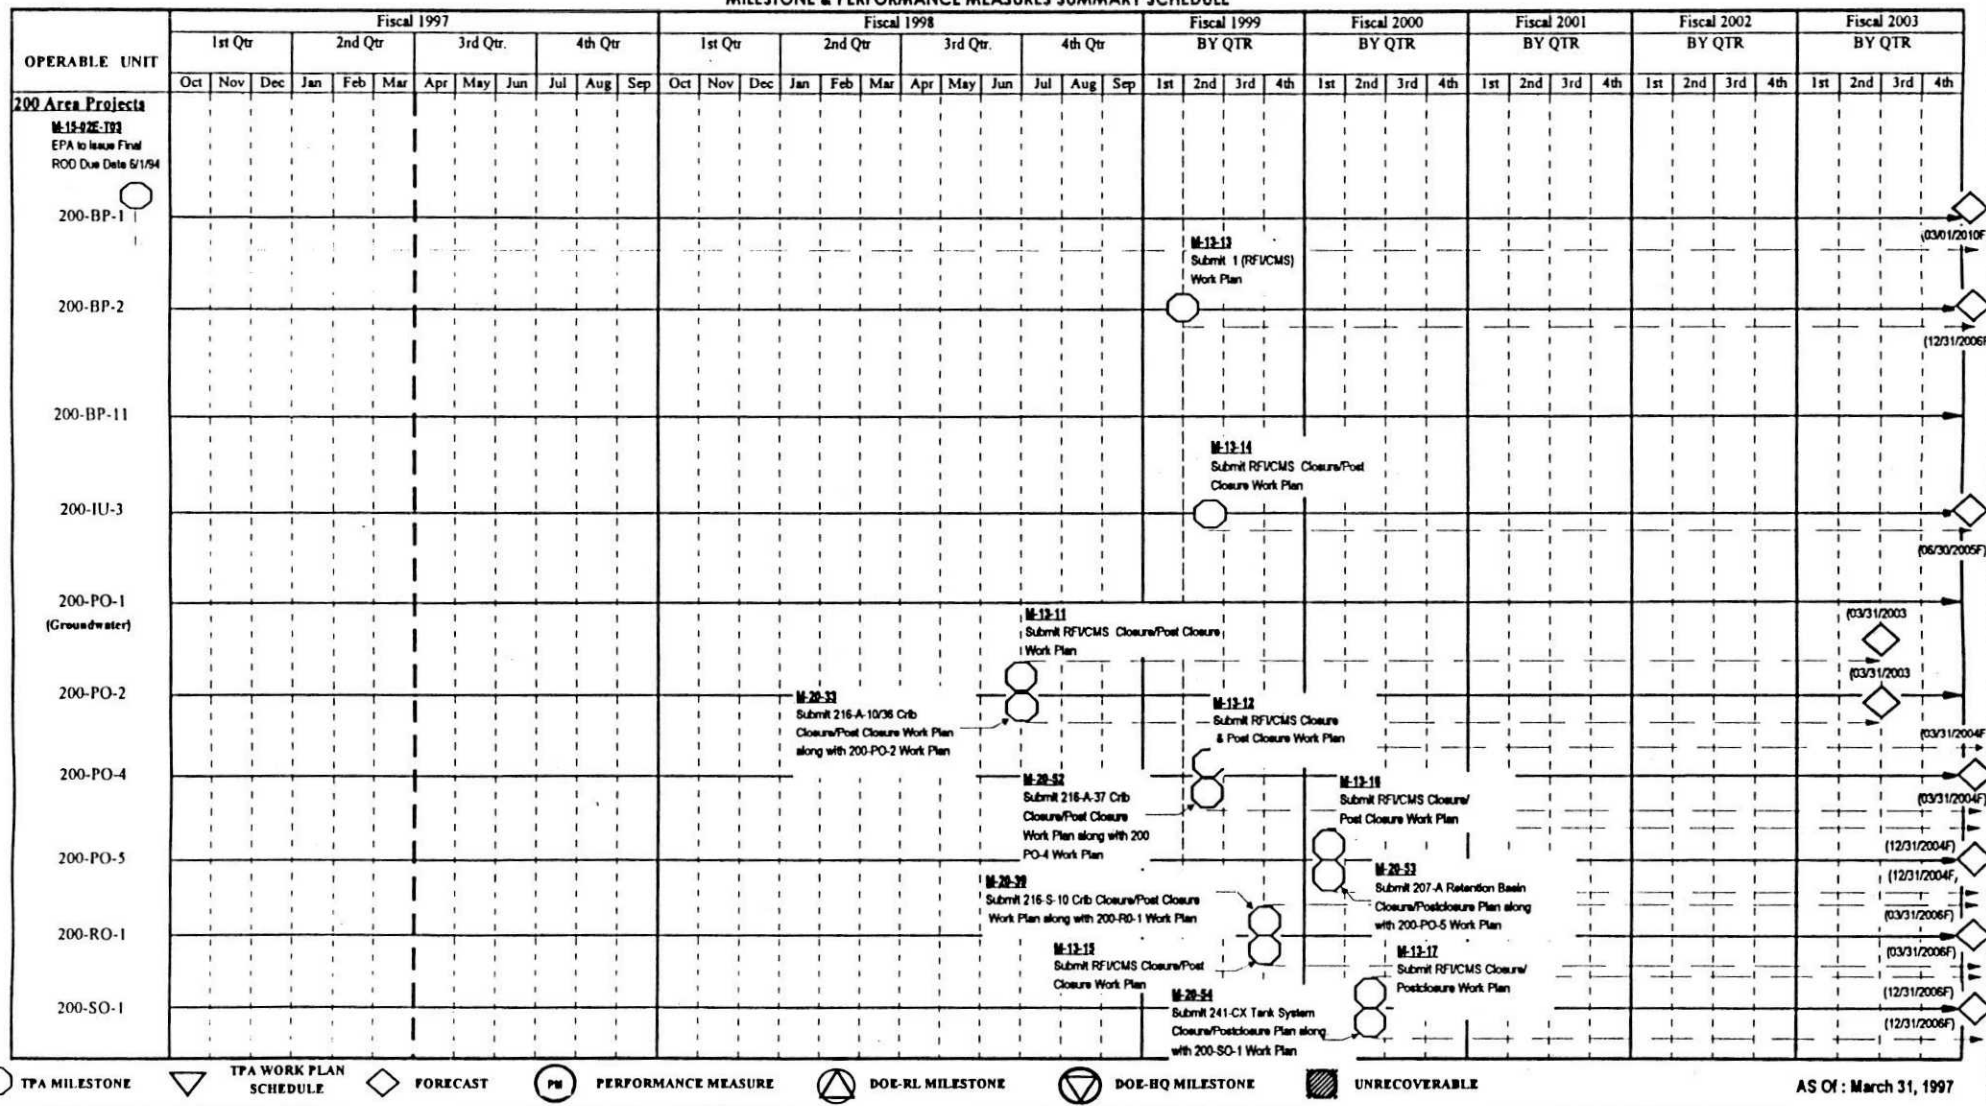 MILESTONE & PERFORMANCE MEASURES SUMMARY SCHEDULE
OPERABLE UNIT
Fiscal 1997
Fiscal 1998
Fiscal 1999
Fiscal 2000
Fiscal 2001
Fiscal 2002
Fiscal 2003
1st Qtr
2nd Qtr
3rd Qtr.
4th Qtr
1st Qtr
2nd Qtr
3rd Qtr.
4th Qtr
BY QTR
BY QTR
BY QTR
BY QTR
BY QTR
Oct Nov Dec Jan Feb Mar Apr May Jun Jul Aug Sep Oct Nov Dec Jan Feb Mar Apr May Jun Jul Aug Sep 1st 2nd 3rd 4th 1st 2nd 3rd 4th 1st 2nd 3rd 4th 1st 2nd 3rd 4th 1st 2nd 3rd 4th
200 Area Projects
M-15-02E-T03
EPA to Issue Final
ROD Due Date 6/1/94
200-BP-1
(03/01/2010F
M-13-13
Submit 1 (RFI/CMS)
Work Plan
200-BP-2
(12/31/2006F
200-BP-11
M-13-14
Submit RFI/CMS Closure/Post
Closure Work Plan
200-IU-3
(06/30/2005F)
200-PO-1
(Groundwater)
M-13-11
Submit RFI/CMS Closure/Post Closure
Work Plan
(03/31/2003
200-PO-2
(03/31/2003
M-20-33
Submit 216-A-10/36 Crib
Closure/Post Closure Work Plan
along with 200-PO-2 Work Plan
M-13-12
Submit RFI/CMS Closure
& Post Closure Work Plan
(03/31/2004F
200-PO-4
M-20-52
Submit 216-A-37 Crib
Closure/Post Closure
Work Plan along with 200
PO-4 Work Plan
M-13-16
Submit RFI/CMS Closure/
Post Closure Work Plan
(03/31/2004F)
200-PO-5
(12/31/2004F)
(12/31/2004F,
M-20-53
Submit 207-A Retention Basin
Closure/Postclosure Plan along
with 200-PO-5 Work Plan
M-20-39
Submit 216-S-10 Crib Closure/Post Closure
Work Plan along with 200-RO-1 Work Plan
(03/31/2006F)
200-RO-1
M-13-15
Submit RFI/CMS Closure/Post
Closure Work Plan
M-13-17
Submit RFI/CMS Closure/
Postclosure Work Plan
(03/31/2006F)
(12/31/2006F)
200-SO-1
M-20-54
Submit 241-CX Tank System
Closure/Postclosure Plan along
with 200-SO-1 Work Plan
(12/31/2006F)
TPA MILESTONE
TPA WORK PLAN
SCHEDULE
FORECAST
PM
PERFORMANCE MEASURE
DOE-RL MILESTONE
DOE-HQ MILESTONE
UNRECOVERABLE
AS Of : March 31, 1997